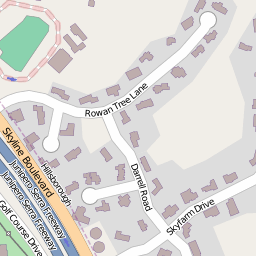 Rowan Tree Lane
Skyline Boulevard
Hillsborough
Junipero Serra Freeway
Junipero Serra Freeway
Darrell Road
Skyfarm Drive
Golf Course Drive